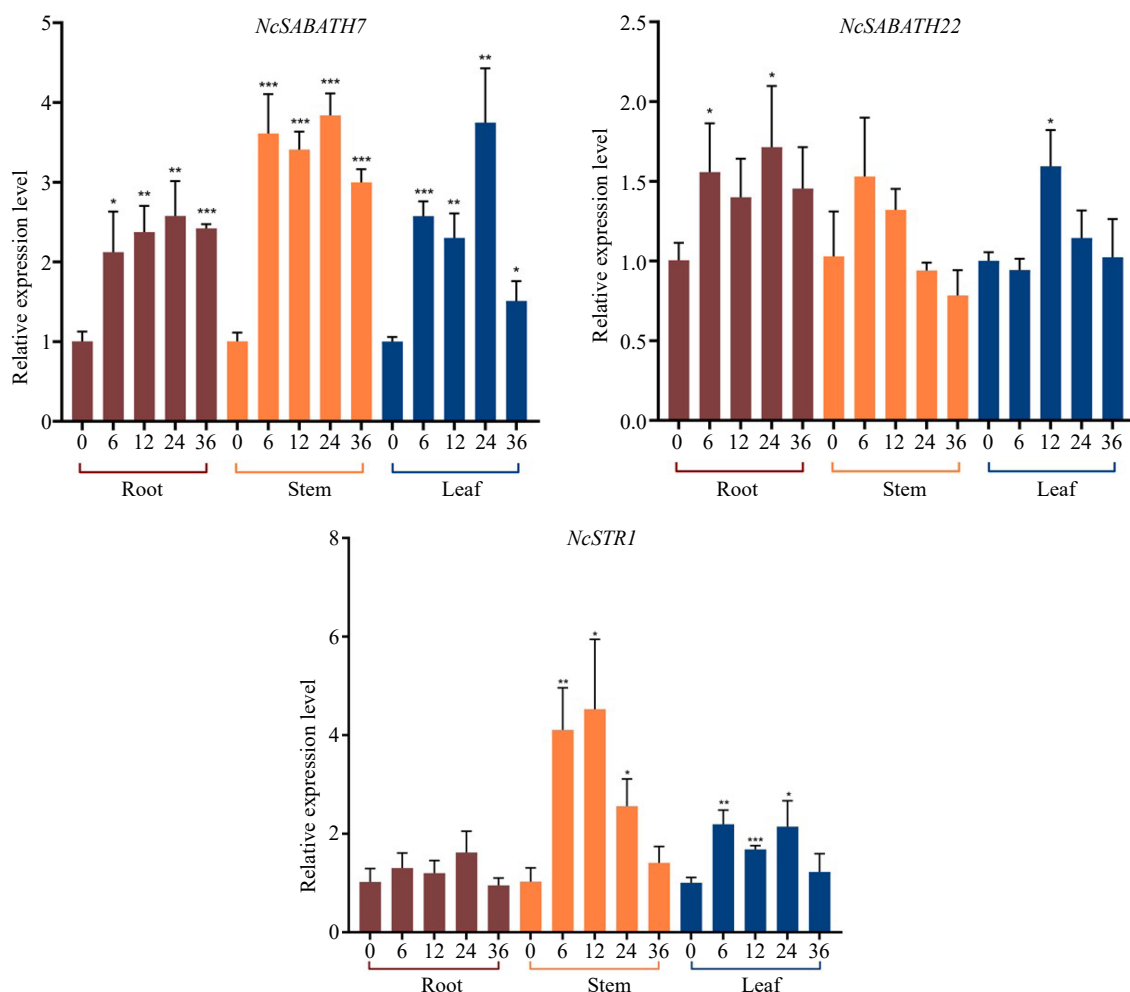 NcSABATH7
Relative expression level
5
4
3
2
1
0
* ** ** *** *** *** *** *** *** ** ** *
0 6 12 24 36 0 6 12 24 36 0 6 12 24 36
Root Stem Leaf
NcSABATH22
Relative expression level
2.5
2.0
1.5
1.0
0.5
0.0
* * *
0 6 12 24 36 0 6 12 24 36 0 6 12 24 36
Root Stem Leaf
NcSTR1
Relative expression level
8
6
4
2
0
** * * ** *** *
0 6 12 24 36 0 6 12 24 36 0 6 12 24 36
Root Stem Leaf